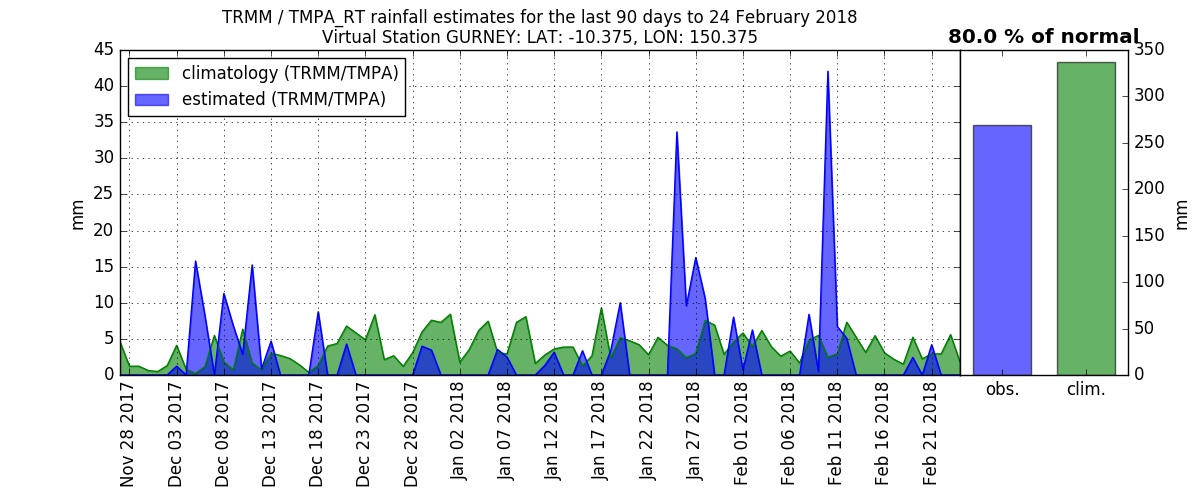 TRMM / TMPA_RT rainfall estimates for the last 90 days to 24 February 2018
Virtual Station GURNEY: LAT: -10.375, LON: 150.375
80.0 % of normal
climatology (TRMM/TMPA)
estimated (TRMM/TMPA)
45
40
35
30
25
20
15
10
5
0
mm
Nov 28 2017
Dec 03 2017
Dec 08 2017
Dec 13 2017
Dec 18 2017
Dec 23 2017
Dec 28 2017
Jan 02 2018
Jan 07 2018
Jan 12 2018
Jan 17 2018
Jan 22 2018
Jan 27 2018
Feb 01 2018
Feb 06 2018
Feb 11 2018
Feb 16 2018
Feb 21 2018
350
300
250
200
150
100
50
0
mm
obs.
clim.